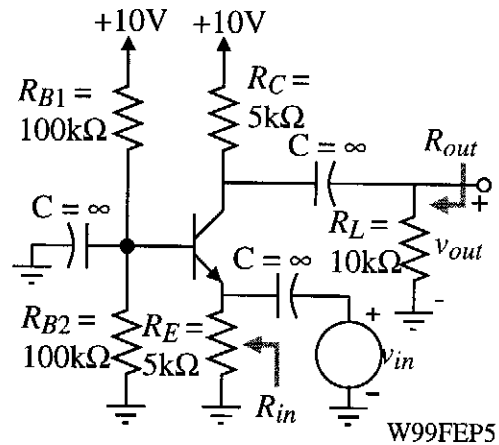 +10V +10V
R_B1 =
100kΩ
R_C =
5kΩ
C = ∞
R_out
C = ∞
+
C = ∞
R_L =
10kΩ
v_out
-
R_B2 =
100kΩ
R_E =
5kΩ
+
v_in
-
R_in
W99FEP5